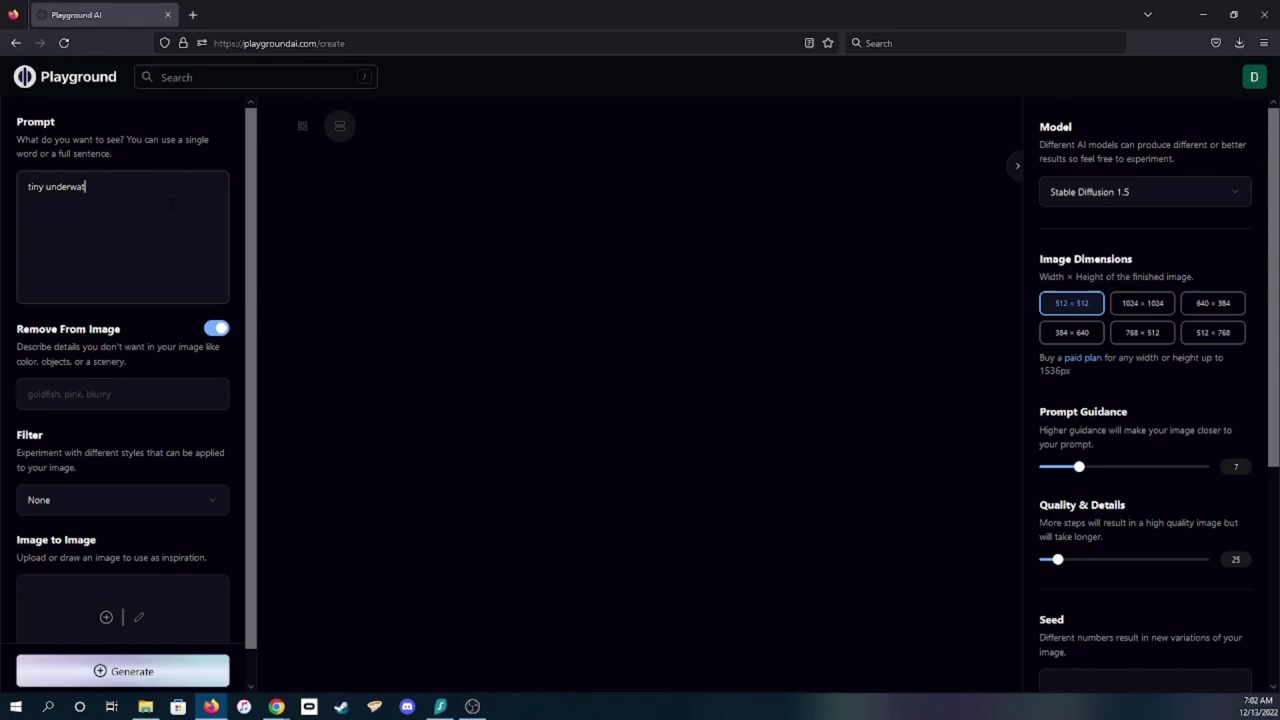 Playground AI
https://playgroundai.com/create
Search
Playground
Search
/
D
Prompt
What do you want to see? You can use a single
word or a full sentence.
tiny underwat
Remove From Image
Describe details you don't want in your image like
color, objects, or a scenery.
goldfish, pink, blurry
Filter
Experiment with different styles that can be applied
to your image.
None
Image to Image
Upload or draw an image to use as inspiration.
Generate
Model
Different AI models can produce different or better
results so feel free to experiment.
Stable Diffusion 1.5
Image Dimensions
Width × Height of the finished image.
512 × 512
1024 × 1024
640 × 384
384 × 640
768 × 512
512 × 768
Buy a paid plan for any width or height up to
1536px
Prompt Guidance
Higher guidance will make your image closer to
your prompt.
7
Quality & Details
More steps will result in a high quality image but
will take longer.
25
Seed
Different numbers result in new variations of your
image.
7:02 AM
12/13/2022